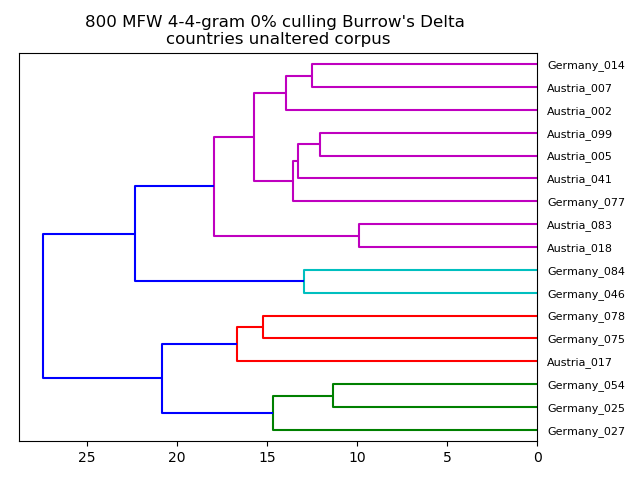 800 MFW 4-4-gram 0% culling Burrow's Delta
countries unaltered corpus
Germany_014
Austria_007
Austria_002
Austria_099
Austria_005
Austria_041
Germany_077
Austria_083
Austria_018
Germany_084
Germany_046
Germany_078
Germany_075
Austria_017
Germany_054
Germany_025
Germany_027
25 20 15 10 5 0